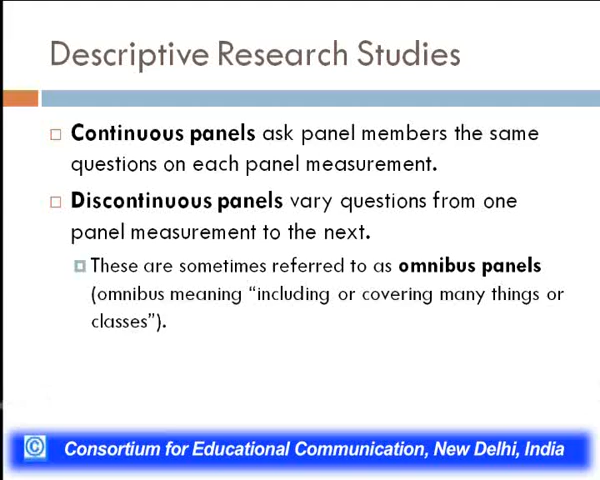 Descriptive Research Studies
Continuous panels ask panel members the same
questions on each panel measurement.
Discontinuous panels vary questions from one
panel measurement to the next.
These are sometimes referred to as omnibus panels
(omnibus meaning “including or covering many things or
classes”).
© Consortium for Educational Communication, New Delhi, India